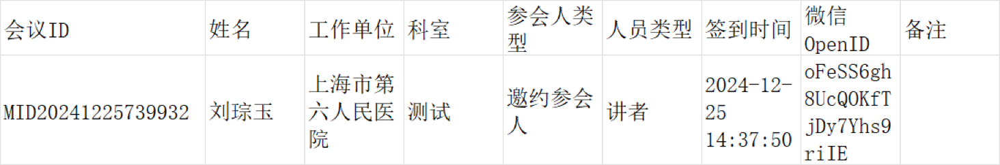 会议ID 姓名 工作单位 科室 参会人类型 人员类型 签到时间 微信OpenID 备注
MID20241225739932 刘琮玉 上海市第六人民医院 测试 邀约参会人 讲者 2024-12-25 14:37:50 oFeSS6gh8UcQOKfTjDy7Yhs9riIE